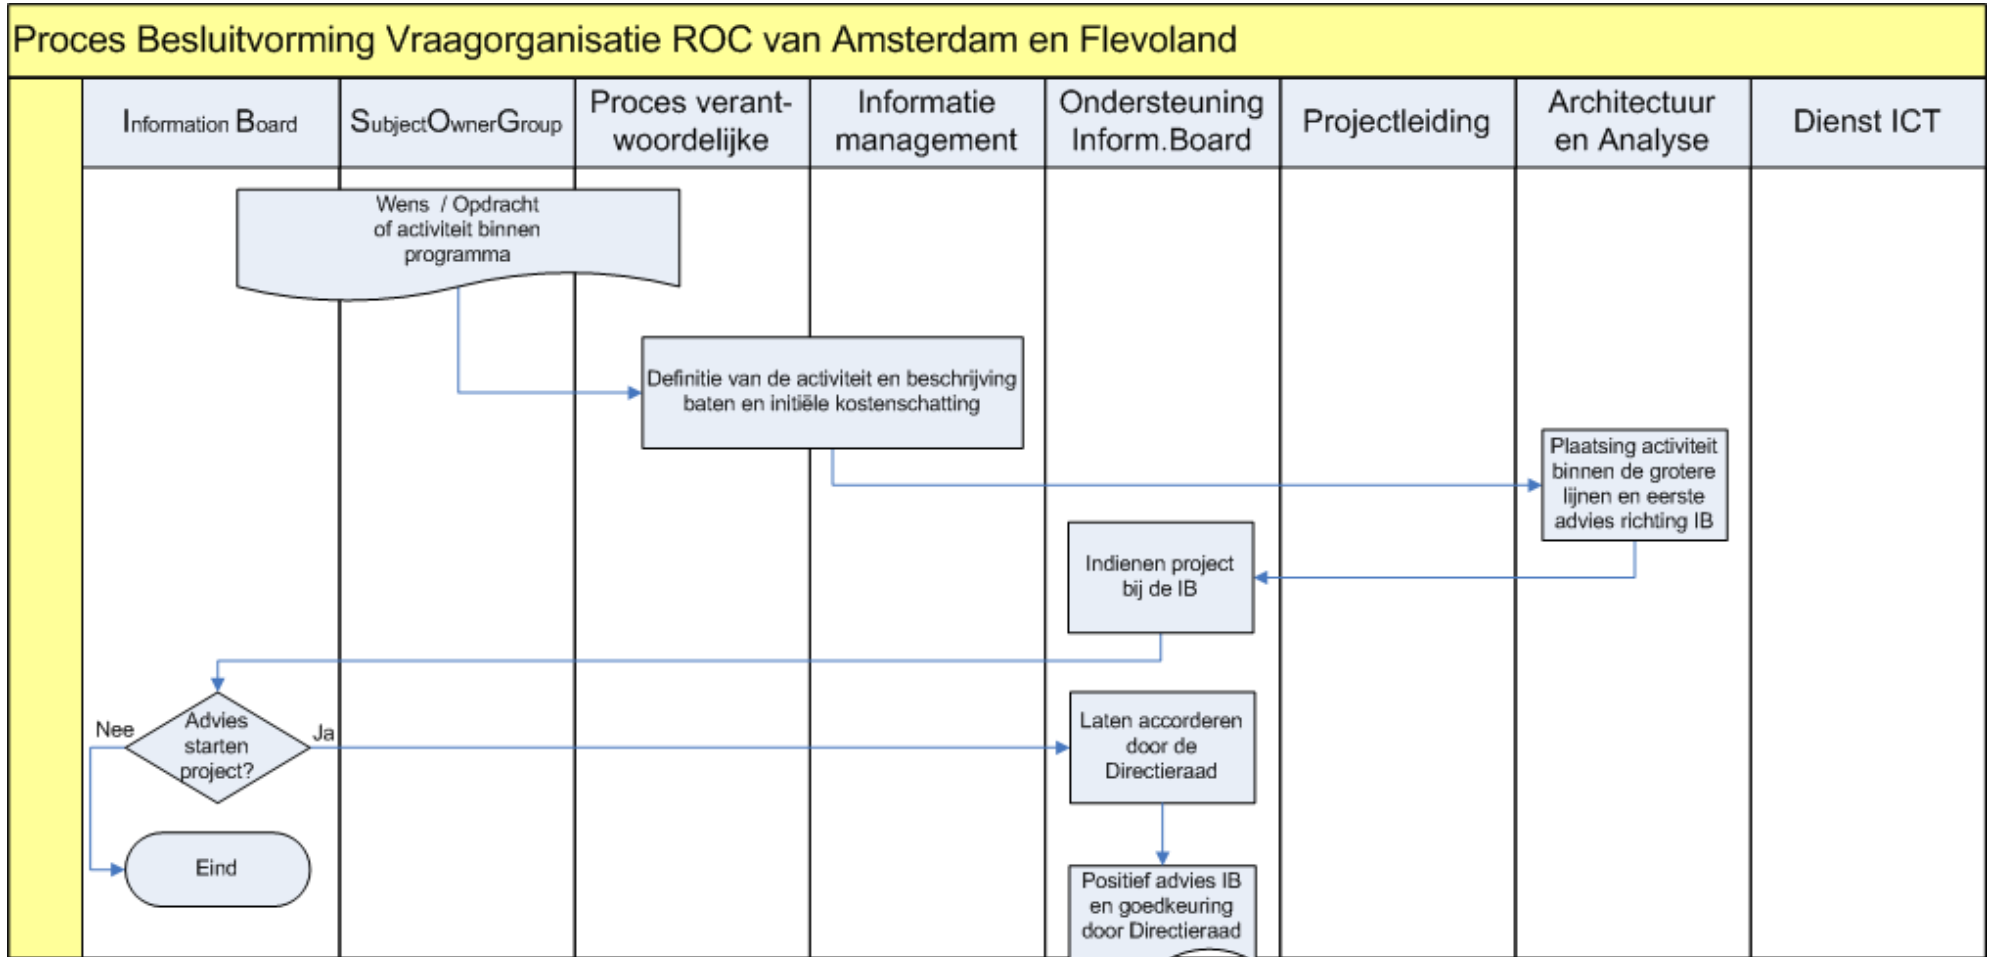 Proces Besluitvorming Vraagorganisatie ROC van Amsterdam en Flevoland
Information Board
SubjectOwnerGroup
Proces verant-
woordelijke
Informatie
management
Ondersteuning
Inform.Board
Projectleiding
Architectuur
en Analyse
Dienst ICT
Wens / Opdracht
of activiteit binnen
programma
Definitie van de activiteit en beschrijving
baten en initiële kostenschatting
Plaatsing activiteit
binnen de grotere
lijnen en eerste
advies richting IB
Indienen project
bij de IB
Nee
Advies
starten
project?
Ja
Laten accorderen
door de
Directieraad
Eind
Positief advies IB
en goedkeuring
door Directieraad